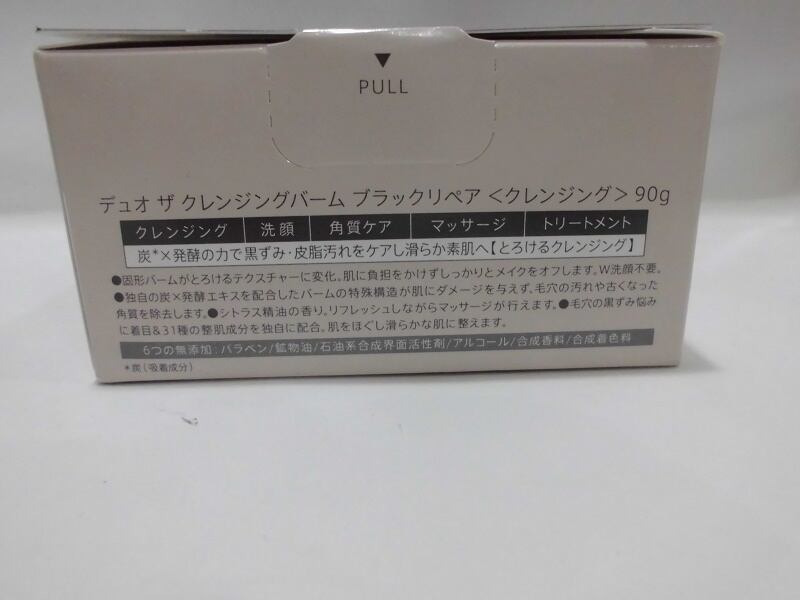 ▼
PULL
デュオ ザ クレンジングバーム ブラックリペア <クレンジング> 90g
クレンジング 洗顔 角質ケア マッサージ トリートメント
炭*×発酵の力で黒ずみ・皮脂汚れをケアし滑らか素肌へ【とろけるクレンジング】
●固形バームがとろけるテクスチャーに変化。肌に負担をかけずしっかりとメイクをオフします。W洗顔不要。
●独自の炭×発酵エキスを配合したバームの特殊構造が肌にダメージを与えず、毛穴の汚れや古くなった
角質を除去します。●シトラス精油の香り。リフレッシュしながらマッサージが行えます。●毛穴の黒ずみ悩み
に着目&31種の整肌成分を独自に配合。肌をほぐし滑らかな肌に整えます。
6つの無添加:パラベン/鉱物油/石油系合成界面活性剤/アルコール/合成香料/合成着色料
*炭(吸着成分)